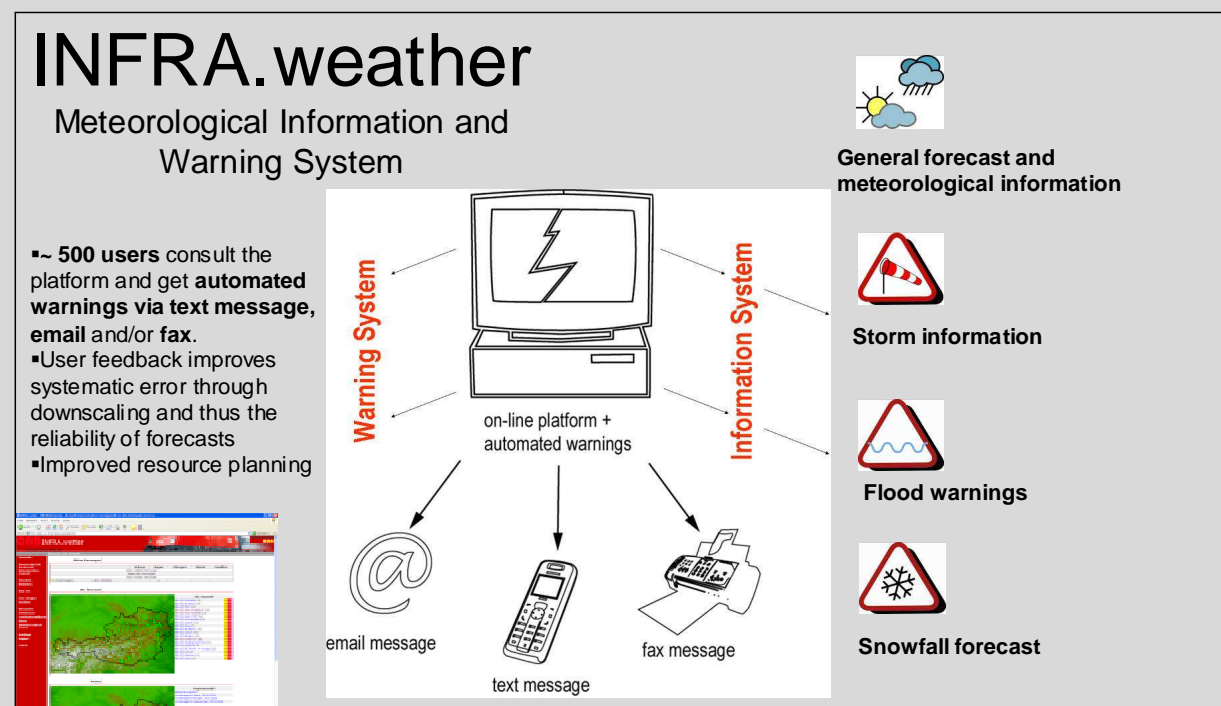 INFRA.weather
Meteorological Information and
Warning System
▪~ 500 users consult the
platform and get automated
warnings via text message,
email and/or fax.
▪User feedback improves
systematic error through
downscaling and thus the
reliability of forecasts
▪Improved resource planning
Warning System
Information System
on-line platform +
automated warnings
email message
text message
fax message
General forecast and
meteorological information
Storm information
Flood warnings
Snowfall forecast
INFRA.wetter